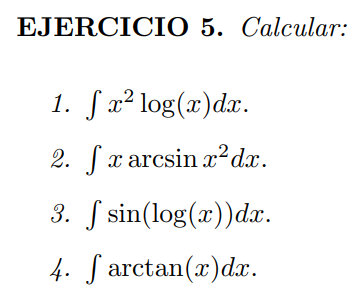 EJERCICIO 5. Calcular:
1. ∫ x² log(x)dx.
2. ∫ x arcsin x²dx.
3. ∫ sin(log(x))dx.
4. ∫ arctan(x)dx.